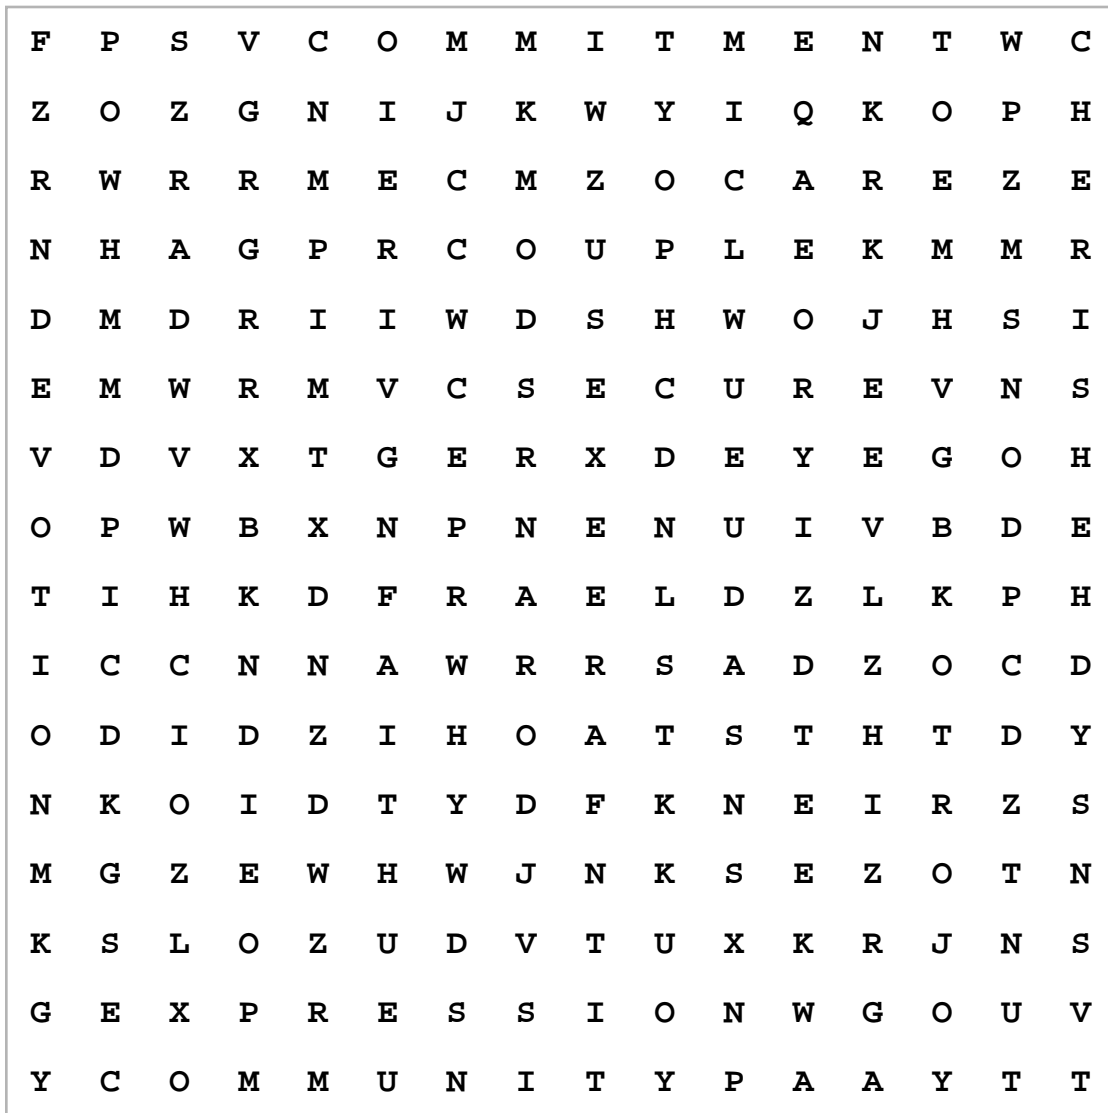 F P S V C O M M I T M E N T W C
Z O Z G N I J K W Y I Q K O P H
R W R R M E C M Z O C A R E Z E
N H A G P R C O U P L E K M M R
D M D R I I W D S H W O J H S I
E M W R M V C S E C U R E V N S
V D V X T G E R X D E Y E G O H
O P W B X N P N E N U I V B D E
T I H K D F R A E L D Z L K P H
I C C N N A W R R S A D Z O C D
O D I D Z I H O A T S T H T D Y
N K O I D T Y D F K N E I R Z S
M G Z E W H W J N K S E Z O T N
K S L O Z U D V T U X K R J N S
G E X P R E S S I O N W G O U V
Y C O M M U N I T Y P A A Y T T